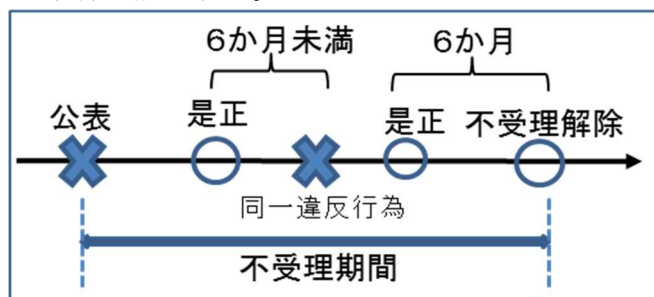 6か月未満
6か月
公表
是正
是正
不受理解除
同一違反行為
不受理期間